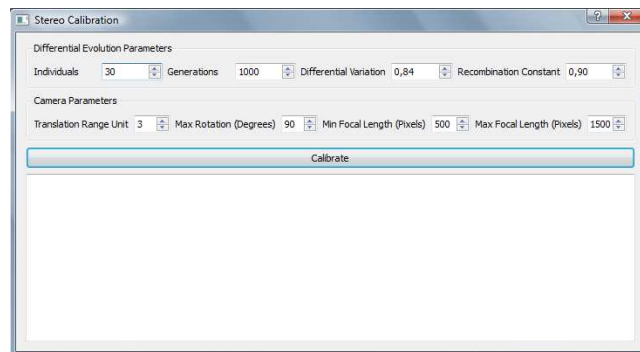 Stereo Calibration
Differential Evolution Parameters
Individuals 30 Generations 1000 Differential Variation 0,84 Recombination Constant 0,90
Camera Parameters
Translation Range Unit 3 Max Rotation (Degrees) 90 Min Focal Length (Pixels) 500 Max Focal Length (Pixels) 1500
Calibrate